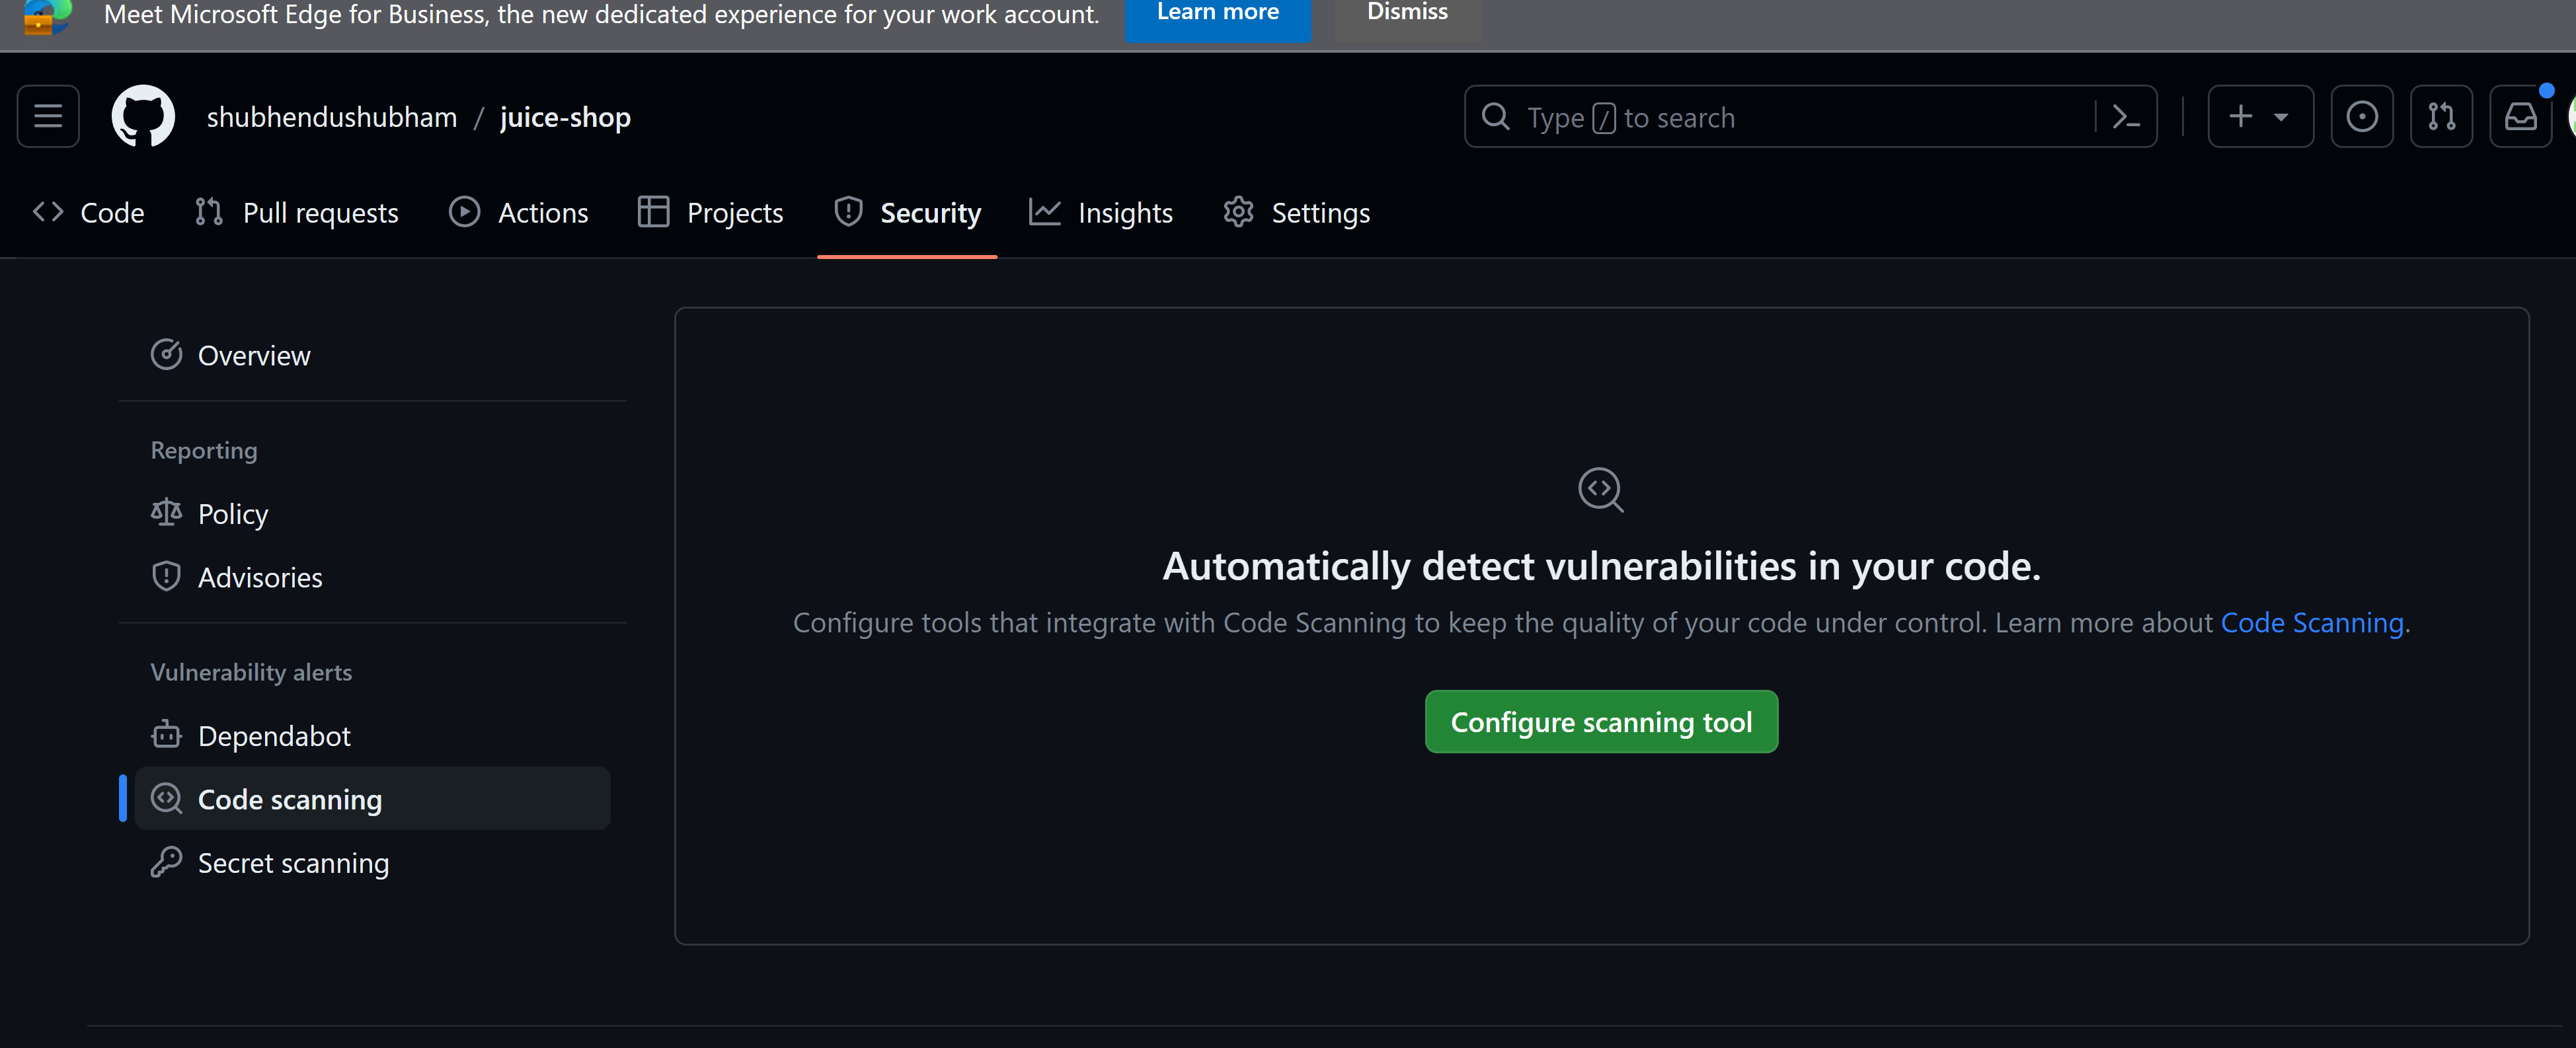 Meet Microsoft Edge for Business, the new dedicated experience for your work account. Learn more Dismiss
shubhendushubham / juice-shop
Type / to search
Code Pull requests Actions Projects Security Insights Settings
Overview
Reporting
Policy
Advisories
Vulnerability alerts
Dependabot
Code scanning
Secret scanning
Automatically detect vulnerabilities in your code.
Configure tools that integrate with Code Scanning to keep the quality of your code under control. Learn more about Code Scanning.
Configure scanning tool